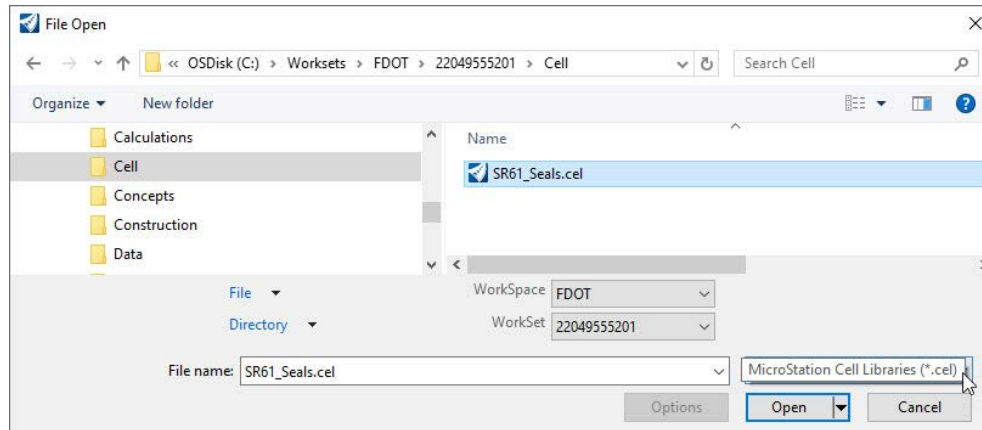 File Open
« OSDisk (C:) › Worksets › FDOT › 22049555201 › Cell
Search Cell
Organize
New folder
Calculations
Cell
Concepts
Construction
Data
Name
SR61_Seals.cel
File
WorkSpace FDOT
Directory
WorkSet 22049555201
File name: SR61_Seals.cel
MicroStation Cell Libraries (*.cel)
Options
Open
Cancel